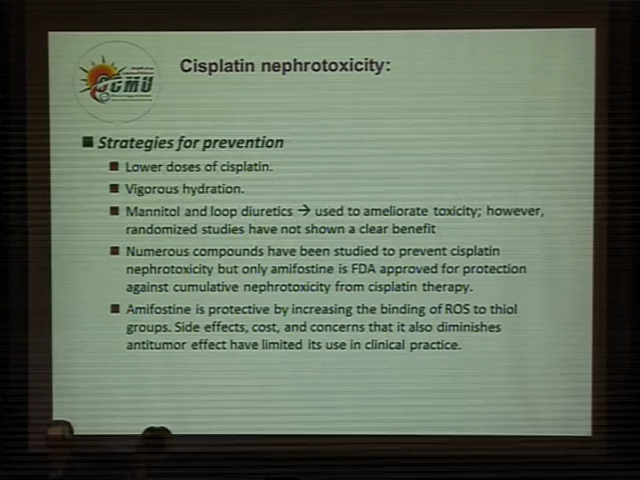 GCMU
Cisplatin nephrotoxicity:
Strategies for prevention
Lower doses of cisplatin.
Vigorous hydration.
Mannitol and loop diuretics → used to ameliorate toxicity; however,
randomized studies have not shown a clear benefit
Numerous compounds have been studied to prevent cisplatin
nephrotoxicity but only amifostine is FDA approved for protection
against cumulative nephrotoxicity from cisplatin therapy.
Amifostine is protective by increasing the binding of ROS to thiol
groups. Side effects, cost, and concerns that it also diminishes
antitumor effect have limited its use in clinical practice.